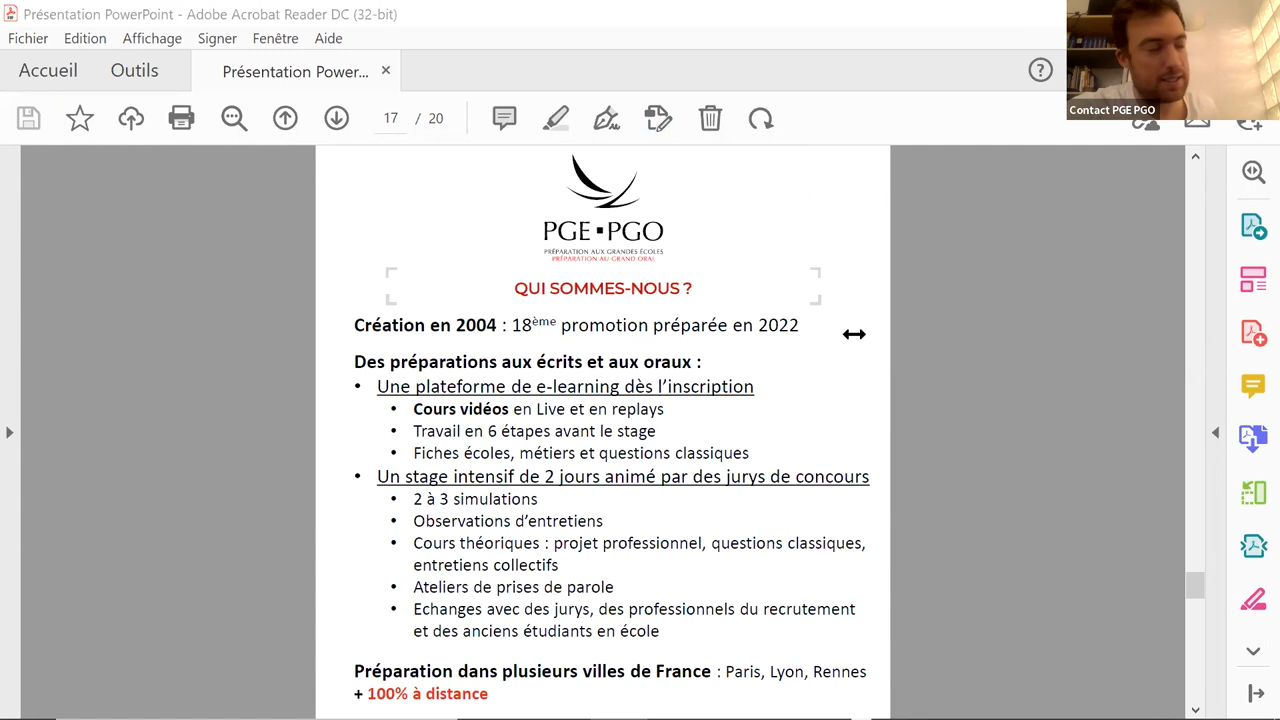 Présentation PowerPoint - Adobe Acrobat Reader DC (32-bit)
Fichier Edition Affichage Signer Fenêtre Aide
Accueil Outils Présentation Power... ×
17 / 20
Contact PGE PGO
PGE▪PGO
PRÉPARATION AUX GRANDES ÉCOLES
PRÉPARATION AU GRAND ORAL
QUI SOMMES-NOUS ?
Création en 2004 : 18ème promotion préparée en 2022
Des préparations aux écrits et aux oraux :
• Une plateforme de e-learning dès l’inscription
• Cours vidéos en Live et en replays
• Travail en 6 étapes avant le stage
• Fiches écoles, métiers et questions classiques
• Un stage intensif de 2 jours animé par des jurys de concours
• 2 à 3 simulations
• Observations d’entretiens
• Cours théoriques : projet professionnel, questions classiques,
entretiens collectifs
• Ateliers de prises de parole
• Echanges avec des jurys, des professionnels du recrutement
et des anciens étudiants en école
Préparation dans plusieurs villes de France : Paris, Lyon, Rennes
+ 100% à distance